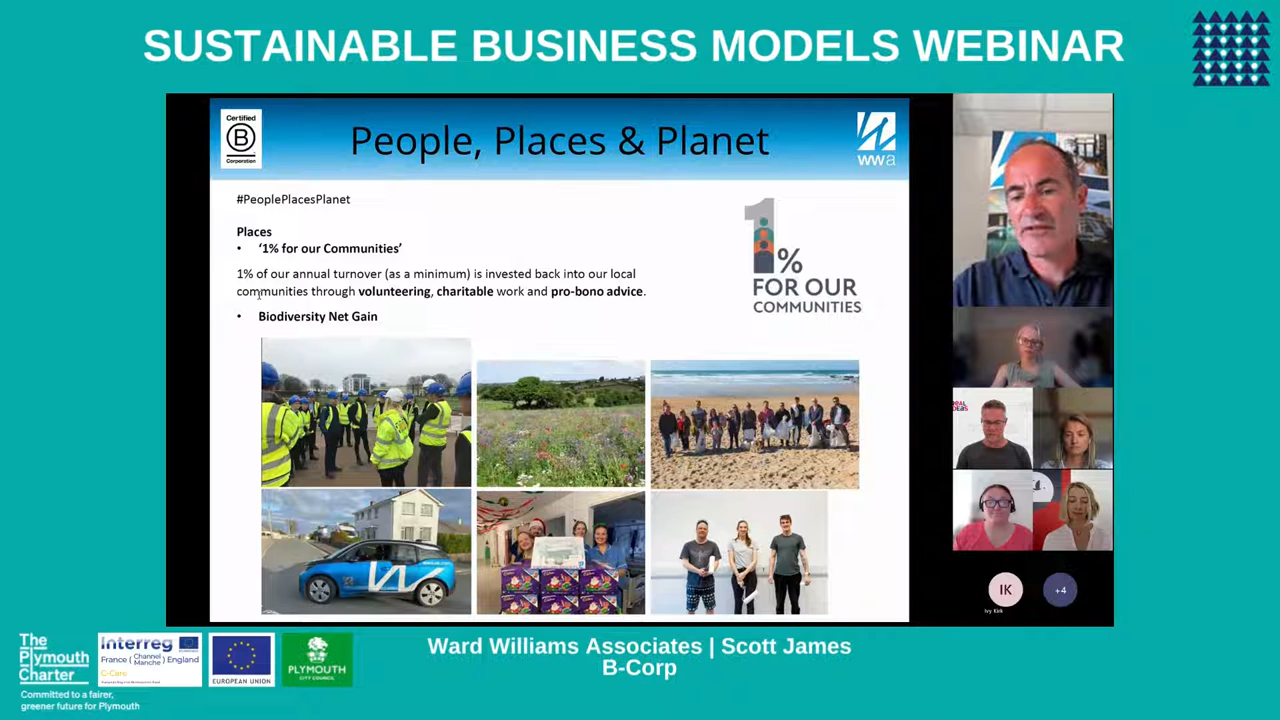 SUSTAINABLE BUSINESS MODELS WEBINAR
Certified
B
Corporation
People, Places & Planet
wwa
#PeoplePlacesPlanet
Places
• ‘1% for our Communities’
1% of our annual turnover (as a minimum) is invested back into our local
communities through volunteering, charitable work and pro-bono advice.
• Biodiversity Net Gain
1%
FOR OUR
COMMUNITIES
IK
+4
Ivy Kirk
The
Plymouth
Charter
Committed to a fairer,
greener future for Plymouth
Interreg
France ( Channel Manche ) England
C-Care
EUROPEAN UNION
PLYMOUTH
CITY COUNCIL
Ward Williams Associates | Scott James
B-Corp